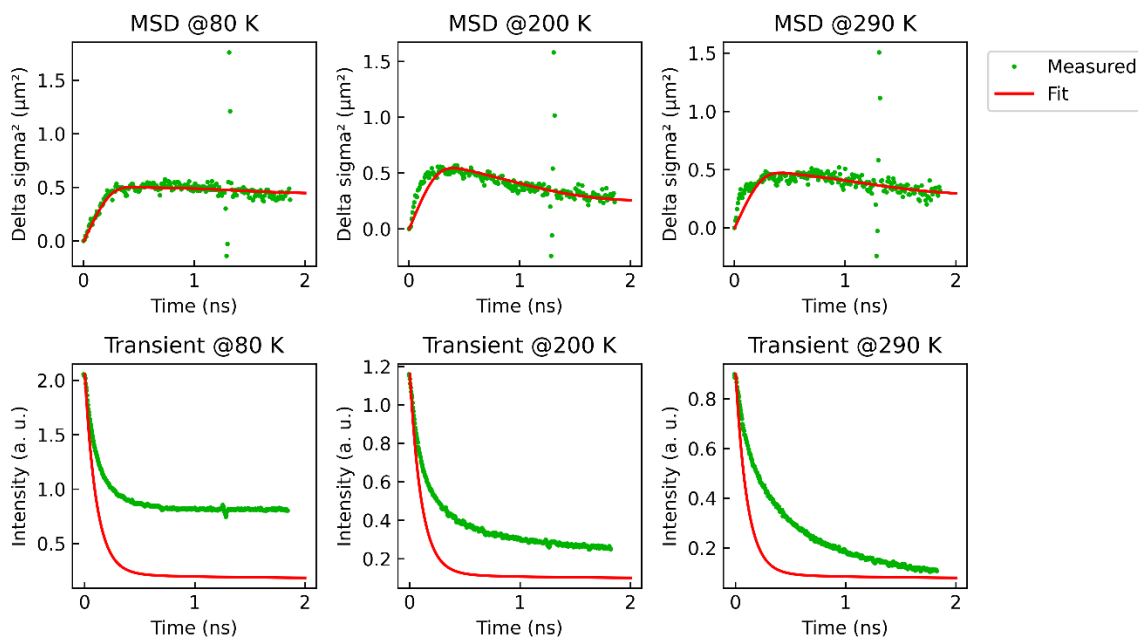 MSD @80 K
MSD @200 K
MSD @290 K
Delta sigma² (µm²)
1.5
1.0
0.5
0.0
0
1
2
Time (ns)
Delta sigma² (µm²)
1.5
1.0
0.5
0.0
0
1
2
Time (ns)
Delta sigma² (µm²)
1.5
1.0
0.5
0.0
0
1
2
Time (ns)
Measured
Fit
Transient @80 K
Transient @200 K
Transient @290 K
Intensity (a. u.)
2.0
1.5
1.0
0.5
0
1
2
Time (ns)
Intensity (a. u.)
1.2
1.0
0.8
0.6
0.4
0.2
0
1
2
Time (ns)
Intensity (a. u.)
0.8
0.6
0.4
0.2
0
1
2
Time (ns)